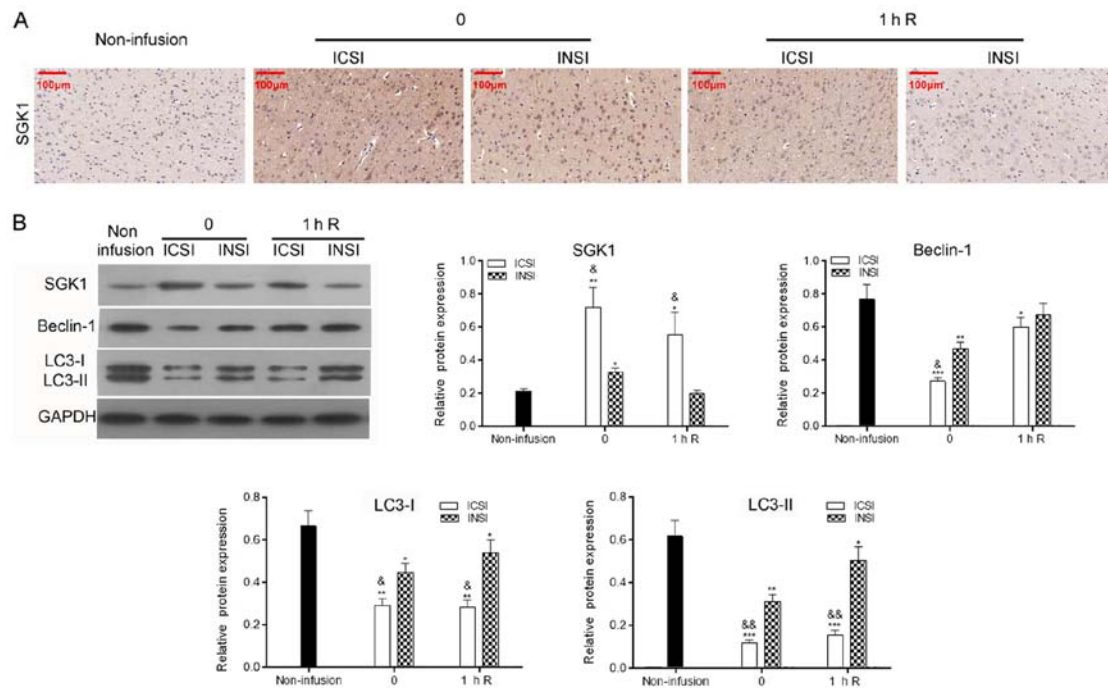 A
Non-infusion
0
1 h R
ICSI
INSI
ICSI
INSI
SGK1
100μm
100μm
100μm
100μm
100μm
B
Non infusion
0
1 h R
ICSI
INSI
ICSI
INSI
SGK1
Beclin-1
LC3-I
LC3-II
GAPDH
SGK1
ICSI
INSI
Relative protein expression
1.0
0.8
0.6
0.4
0.2
0.0
&
**
*
&
*
Non-infusion
0
1 h R
Beclin-1
ICSI
INSI
Relative protein expression
1.0
0.8
0.6
0.4
0.2
0.0
&
***
**
*
Non-infusion
0
1 h R
LC3-I
ICSI
INSI
Relative protein expression
0.8
0.6
0.4
0.2
0.0
&
**
*
&
**
*
Non-infusion
0
1 h R
LC3-II
ICSI
INSI
Relative protein expression
0.8
0.6
0.4
0.2
0.0
&&
***
**
&&
***
*
Non-infusion
0
1 h R